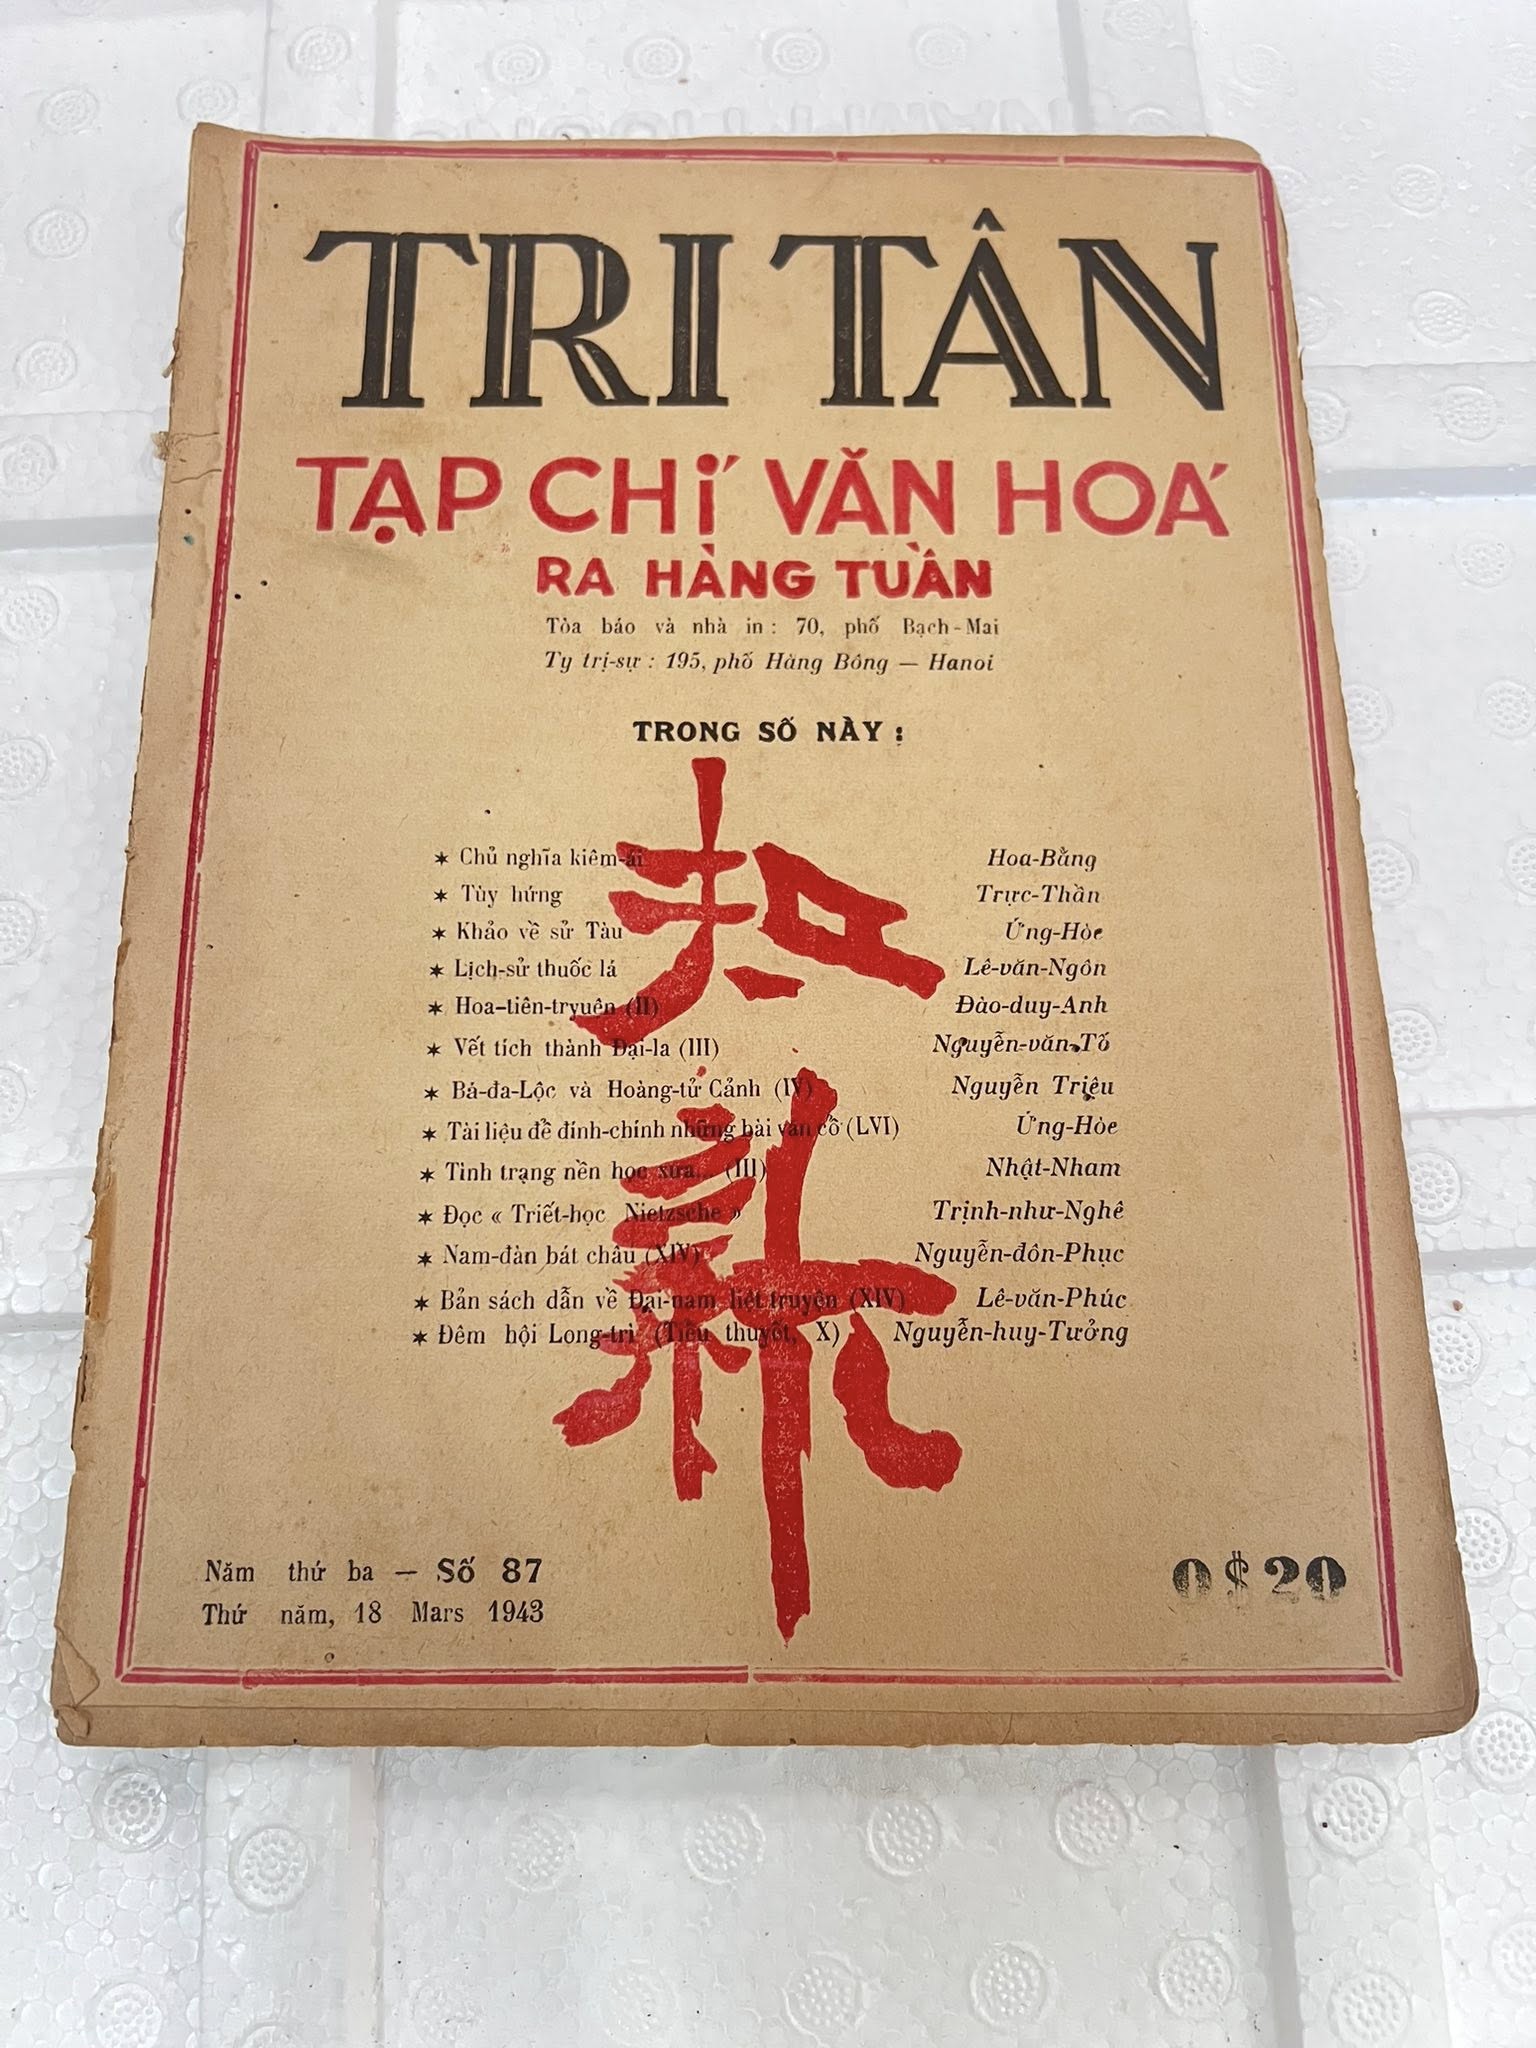 TRI TÂN
TẠP CHÍ VĂN HOÁ
RA HÀNG TUẦN
Tòa báo và nhà in : 70, phố Bạch-Mai
Ty trị-sự : 195, phố Hàng Bông — Hanoi
TRONG SỐ NÀY :
知
新
✶ Chủ nghĩa kiêm-ái Hoa-Bằng
✶ Tùy hứng Trực-Thần
✶ Khảo về sử Tàu Ứng-Hòe
✶ Lịch-sử thuốc lá Lê-văn-Ngôn
✶ Hoa-tiên-tryuện (II) Đào-duy-Anh
✶ Vết tích thành Đại-la (III) Nguyễn-văn-Tố
✶ Bá-đa-Lộc và Hoàng-tử Cảnh (IV) Nguyễn Triệu
✶ Tài liệu để đính-chính những bài văn cổ (LVI) Ứng-Hòe
✶ Tình trạng nền học xưa... (III) Nhật-Nham
✶ Đọc « Triết-học Nietzsche » Trịnh-như-Nghê
✶ Nam-đàn bát châu (XIV) Nguyễn-đôn-Phục
✶ Bản sách dẫn về Đại-nam liệt truyện (XIV) Lê-văn-Phúc
✶ Đêm hội Long-trì (Tiểu thuyết, X) Nguyễn-huy-Tưởng
Năm thứ ba — Số 87
Thứ năm, 18 Mars 1943
0$20